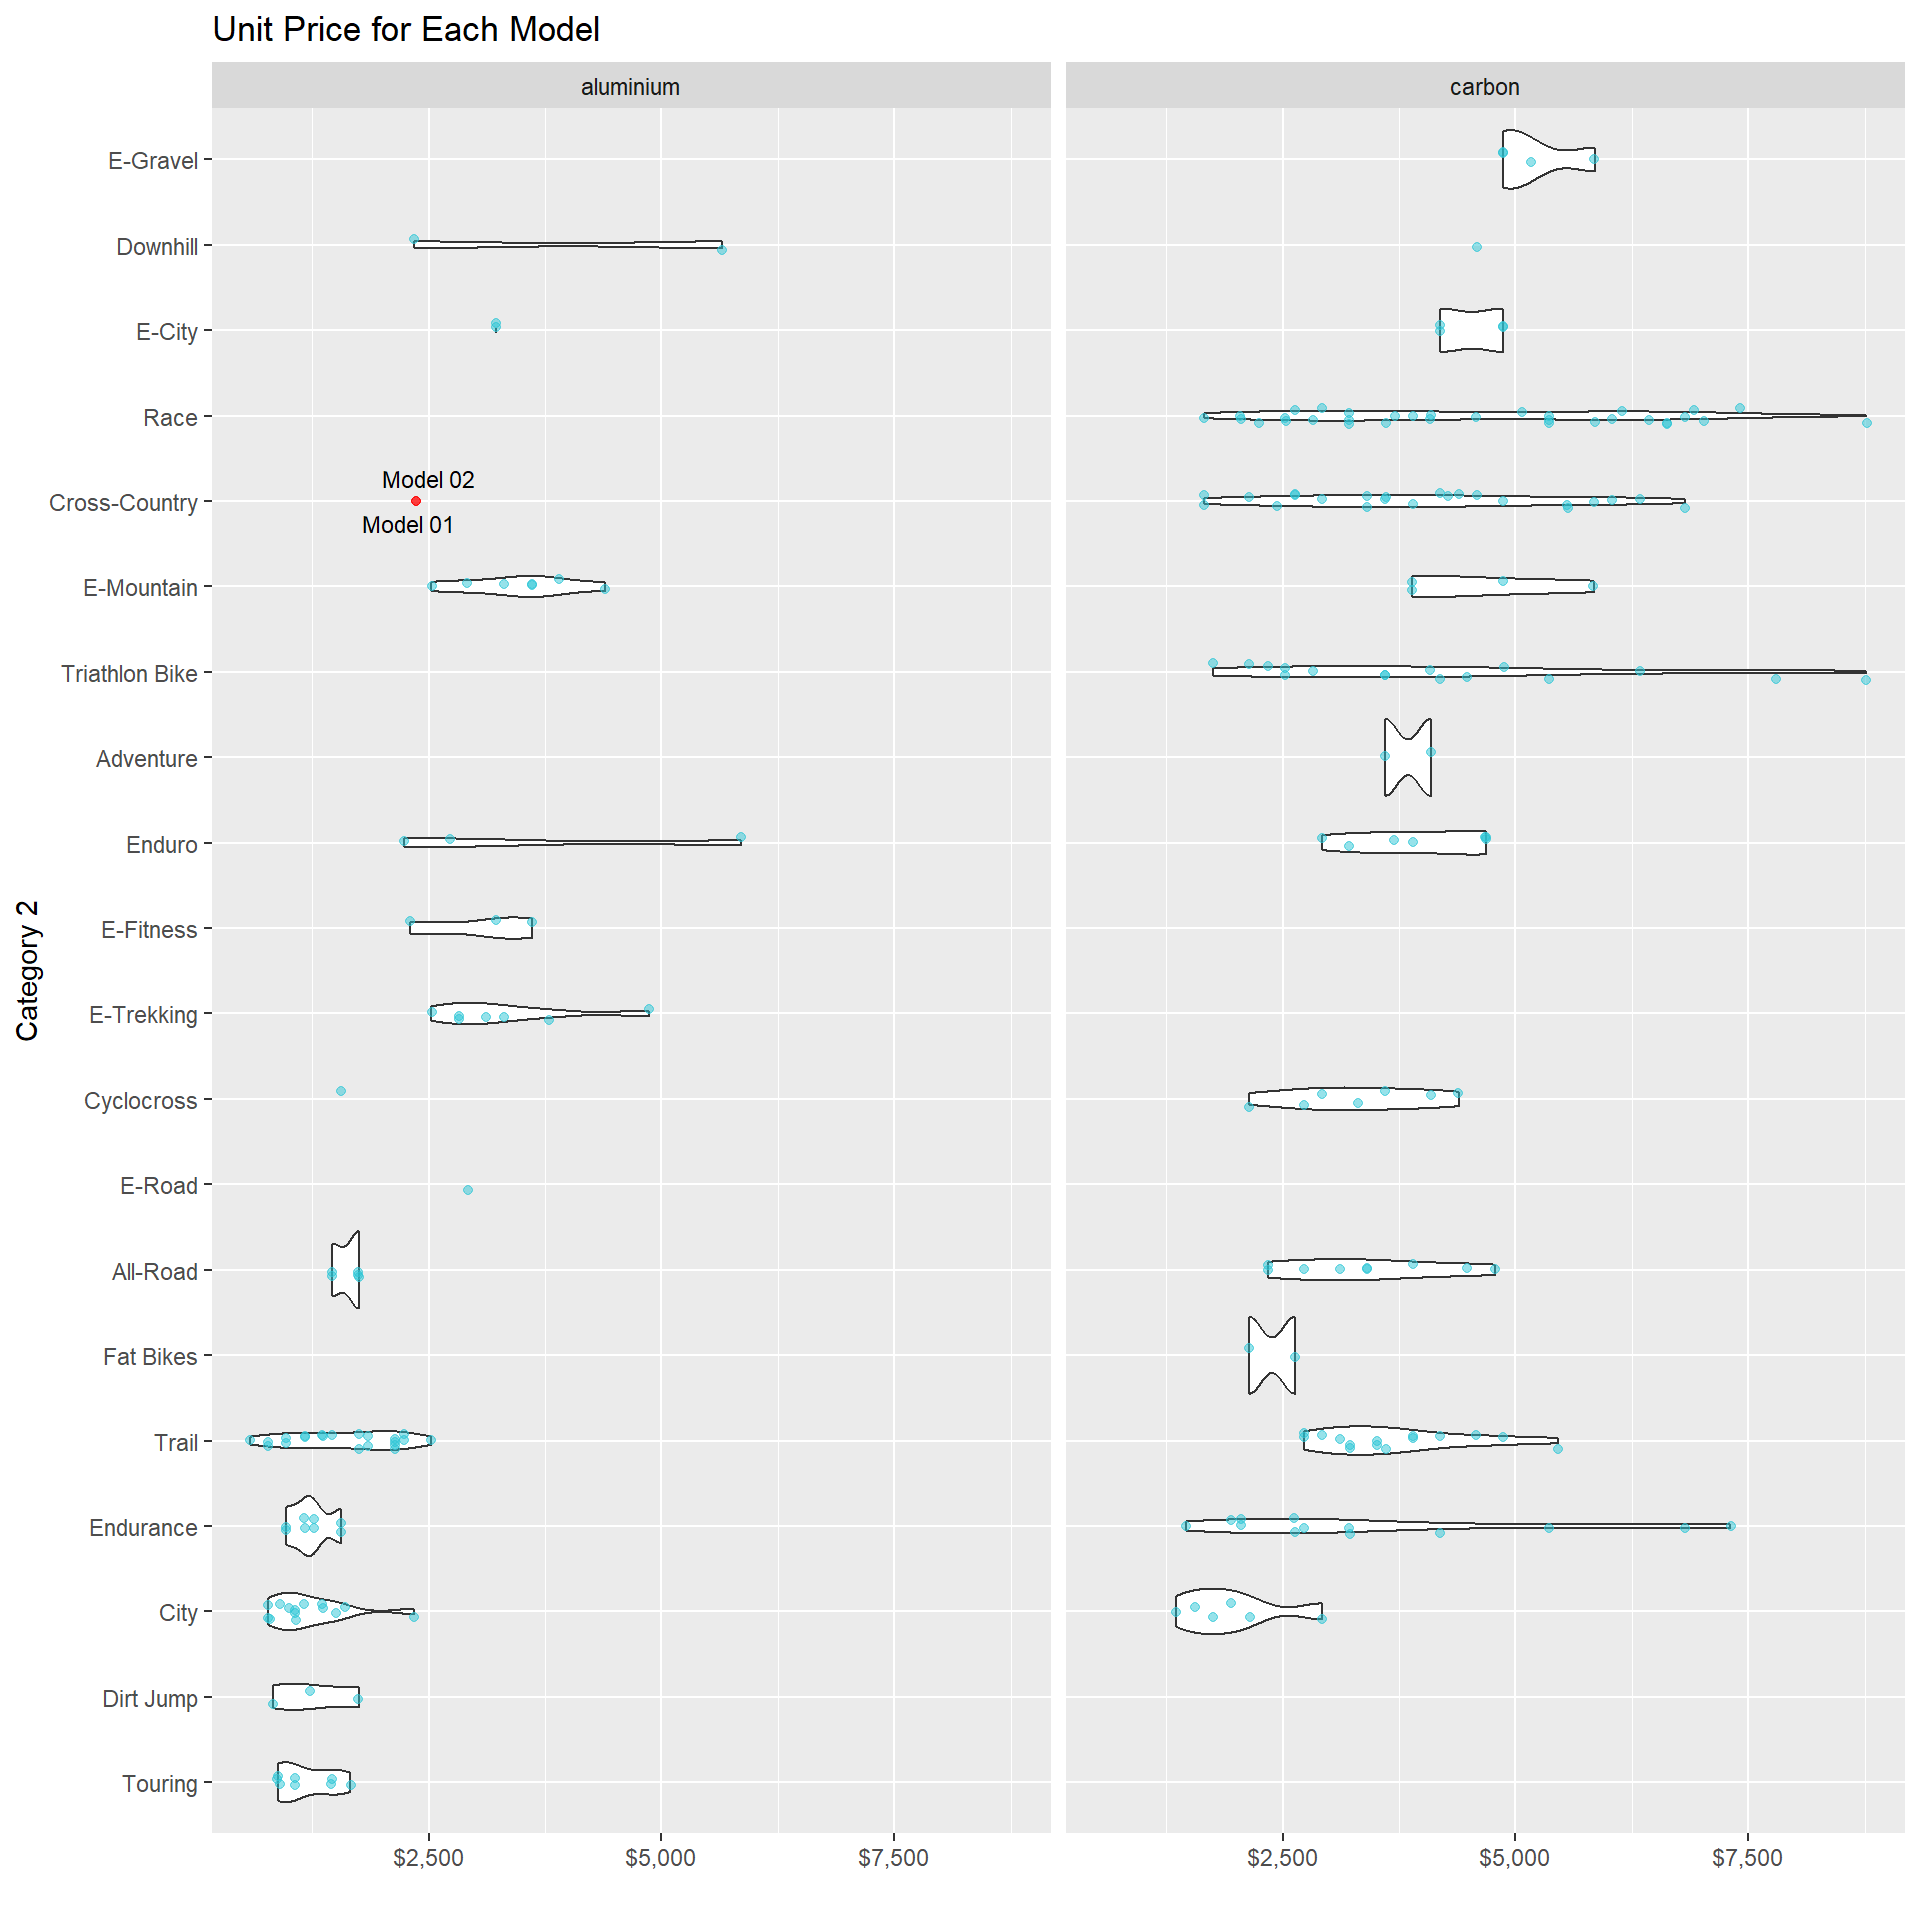 Unit Price for Each Model
aluminium
carbon
E-Gravel
Downhill
E-City
Race
Model 02
Cross-Country
Model 01
E-Mountain
Triathlon Bike
Adventure
Enduro
E-Fitness
E-Trekking
Cyclocross
E-Road
All-Road
Fat Bikes
Trail
Endurance
City
Dirt Jump
Touring
Category 2
$2,500 $5,000 $7,500
$2,500 $5,000 $7,500